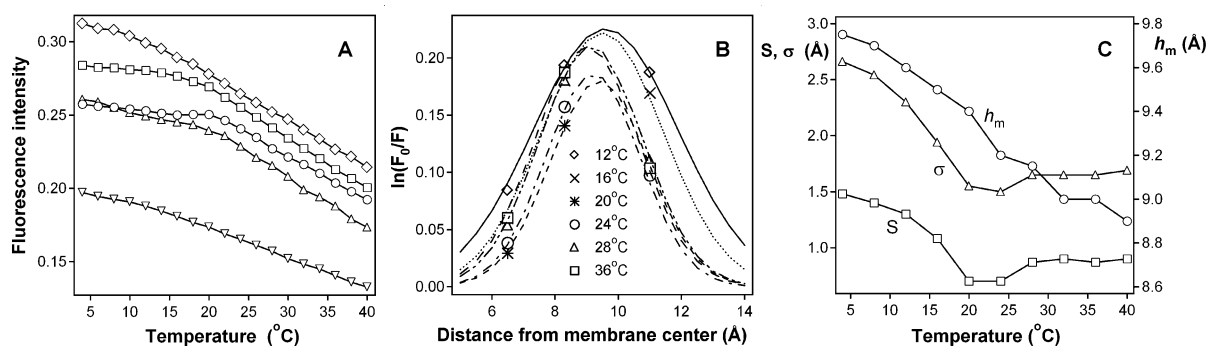 A
Fluorescence intensity
0.30
0.25
0.20
0.15
5 10 15 20 25 30 35 40
Temperature (°C)
B
ln(F0/F)
0.20
0.15
0.10
0.05
0.00
12°C
16°C
20°C
24°C
28°C
36°C
6 8 10 12 14
Distance from membrane center (Å)
C
S, σ (Å)
3.0
2.5
2.0
1.5
1.0
hm (Å)
9.8
9.6
9.4
9.2
9.0
8.8
8.6
hm
σ
S
5 10 15 20 25 30 35 40
Temperature (°C)